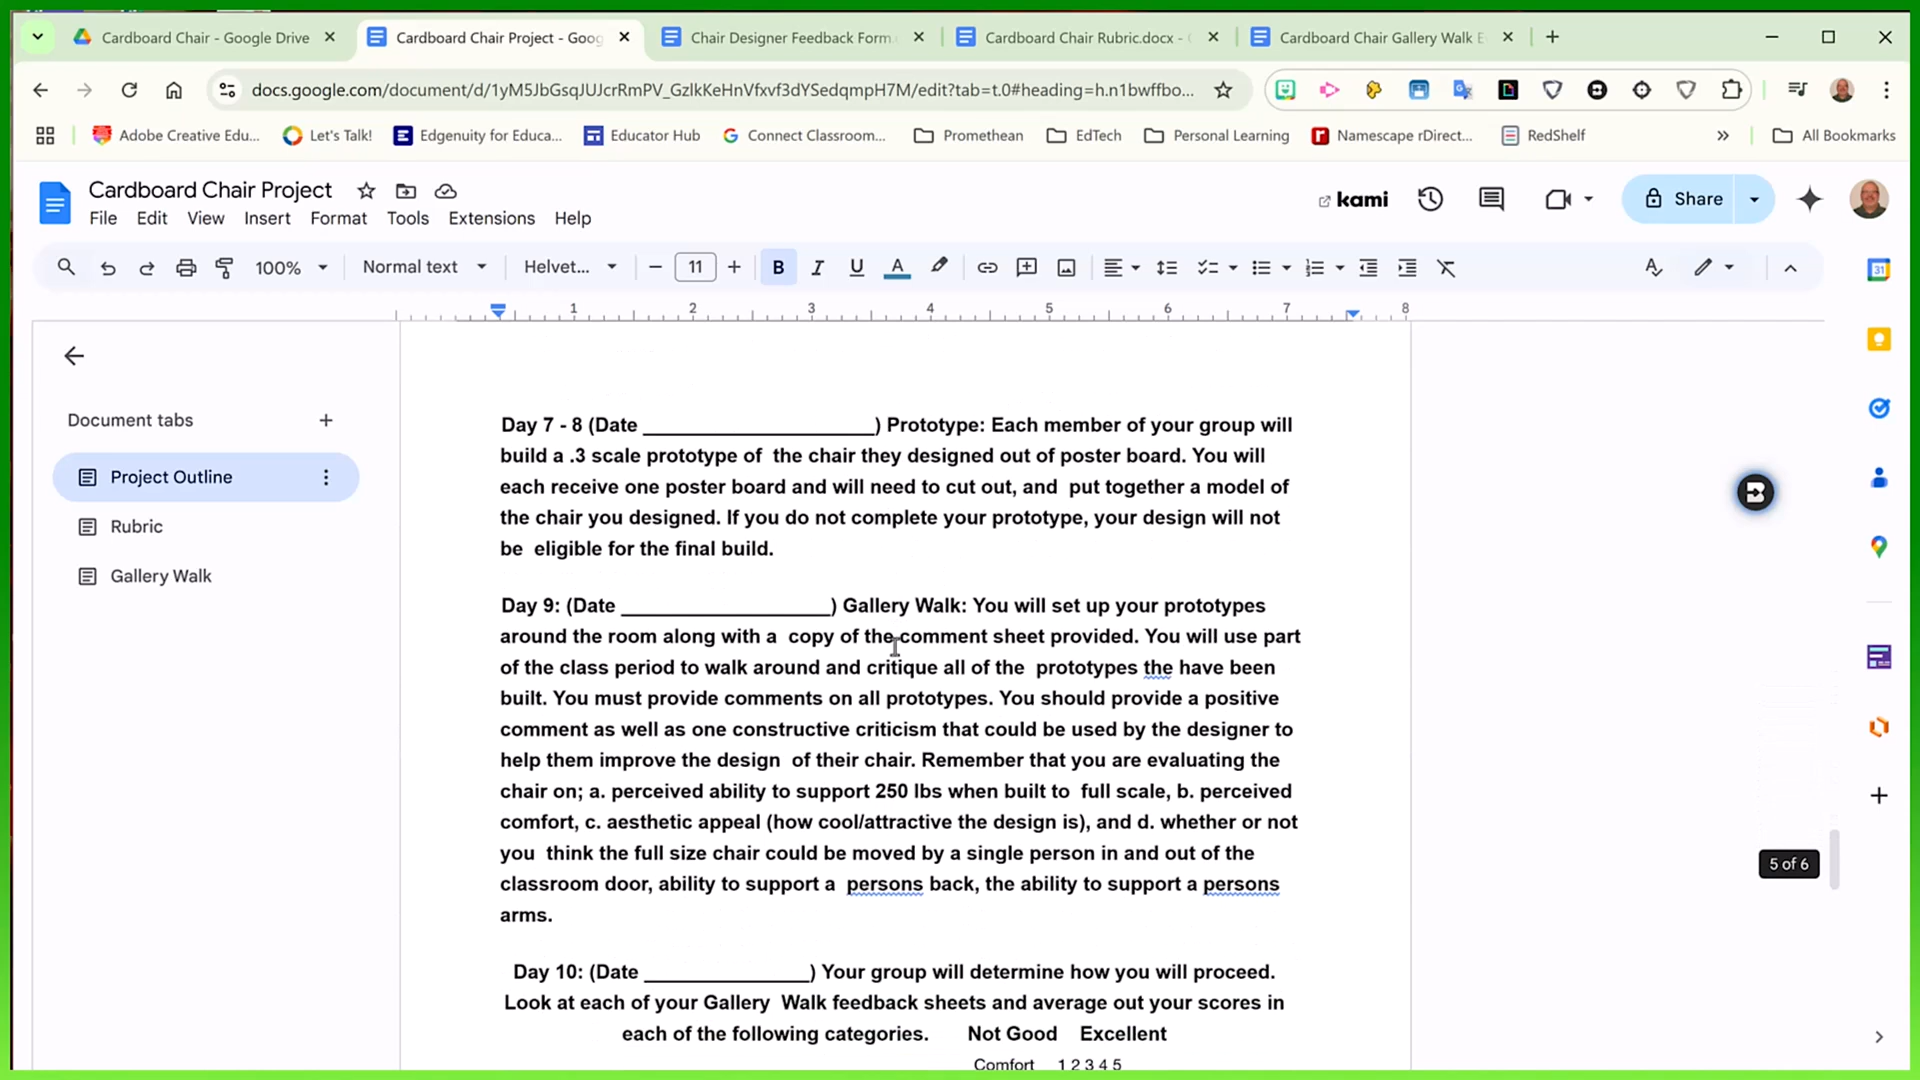 Cardboard Chair - Google Drive
Cardboard Chair Project - Goog
Chair Designer Feedback Form.
Cardboard Chair Rubric.docx -
Cardboard Chair Gallery Walk E
docs.google.com/document/d/1yM5JbGsqJUJcrRmPV_GzlkKeHnVfxvf3dYSedqmpH7M/edit?tab=t.0#heading=h.n1bwffbo...
Adobe Creative Edu...
Let's Talk!
Edgenuity for Educa...
Educator Hub
Connect Classroom...
Promethean
EdTech
Personal Learning
Namescape rDirect...
RedShelf
All Bookmarks
Cardboard Chair Project
kami
Share
File Edit View Insert Format Tools Extensions Help
100% Normal text Helvet... 11
1 2 3 4 5 6 7 8
Document tabs
Project Outline
Rubric
Gallery Walk
Day 7 - 8 (Date ______________________) Prototype: Each member of your group will
build a .3 scale prototype of the chair they designed out of poster board. You will
each receive one poster board and will need to cut out, and put together a model of
the chair you designed. If you do not complete your prototype, your design will not
be eligible for the final build.
Day 9: (Date ____________________) Gallery Walk: You will set up your prototypes
around the room along with a copy of the comment sheet provided. You will use part
of the class period to walk around and critique all of the prototypes the have been
built. You must provide comments on all prototypes. You should provide a positive
comment as well as one constructive criticism that could be used by the designer to
help them improve the design of their chair. Remember that you are evaluating the
chair on; a. perceived ability to support 250 lbs when built to full scale, b. perceived
comfort, c. aesthetic appeal (how cool/attractive the design is), and d. whether or not
you think the full size chair could be moved by a single person in and out of the
classroom door, ability to support a persons back, the ability to support a persons
arms.
Day 10: (Date ________________) Your group will determine how you will proceed.
Look at each of your Gallery Walk feedback sheets and average out your scores in
each of the following categories. Not Good Excellent
Comfort 1 2 3 4 5
5 of 6
31